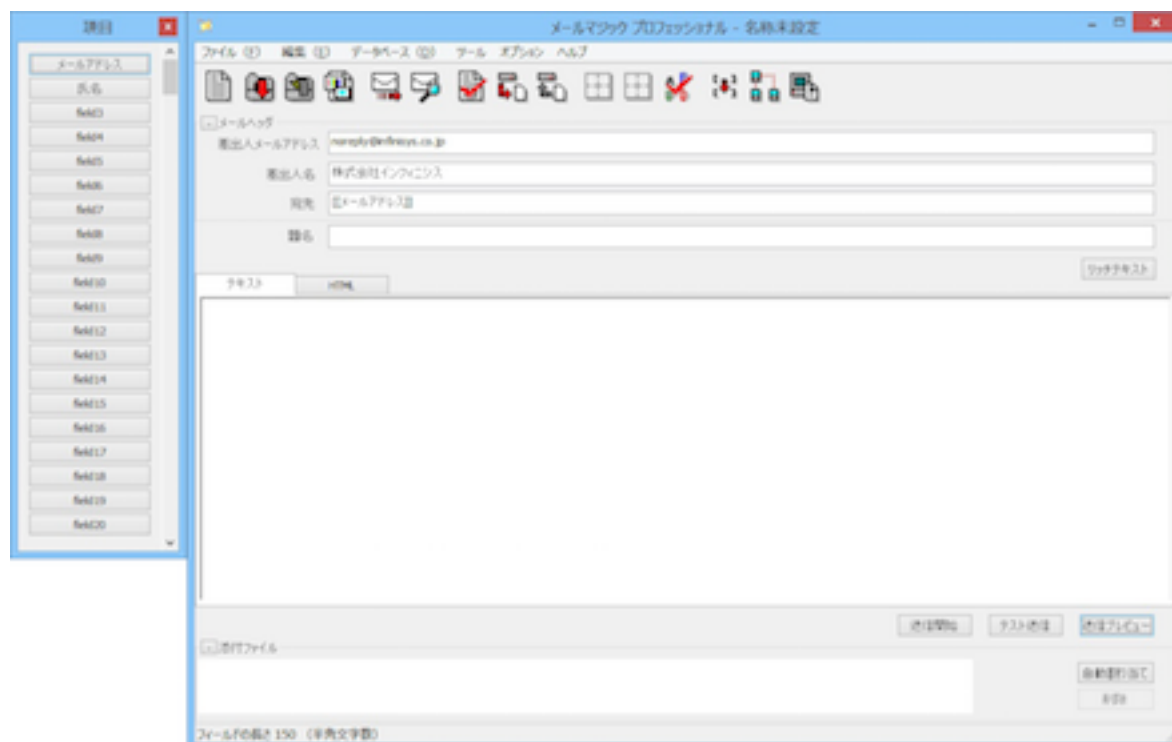 項目
メールアドレス
氏名
field3
field4
field5
field6
field7
field8
field9
field10
field11
field12
field13
field14
field15
field16
field17
field18
field19
field20
メールマジック プロフェッショナル - 名称未設定
ファイル (F) 編集 (E) データベース (D) ツール オプション ヘルプ
メールヘッダ
差出人メールアドレス noreply@infinisys.co.jp
差出人名 株式会社インフィニシス
宛先 [[メールアドレス]]
題名
リッチテキスト
テキスト HTML
送信開始 テスト送信 送信プレビュー
添付ファイル
自動割り当て
削除
フィールドの長さ 150 (半角文字数)